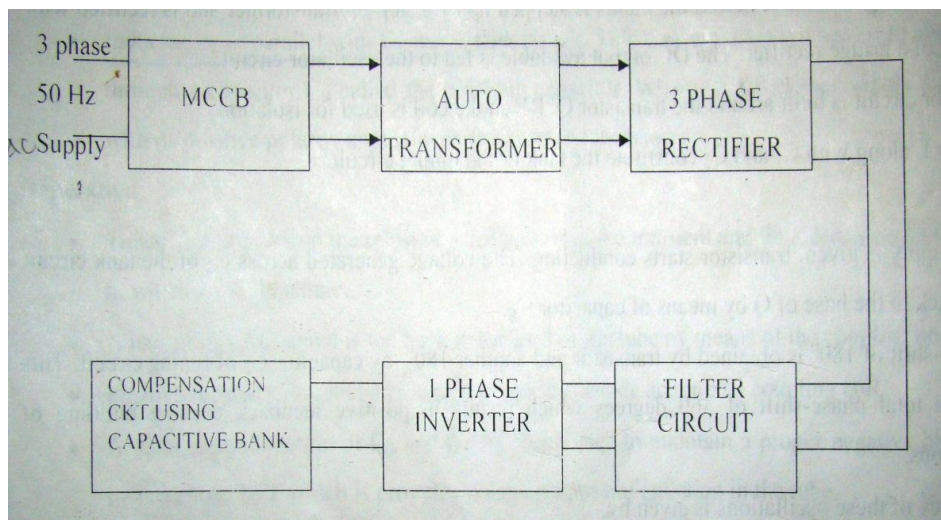 3 phase
50 Hz
AC Supply
MCCB
AUTO
TRANSFORMER
3 PHASE
RECTIFIER
COMPENSATION
CKT USING
CAPACITIVE BANK
1 PHASE
INVERTER
FILTER
CIRCUIT